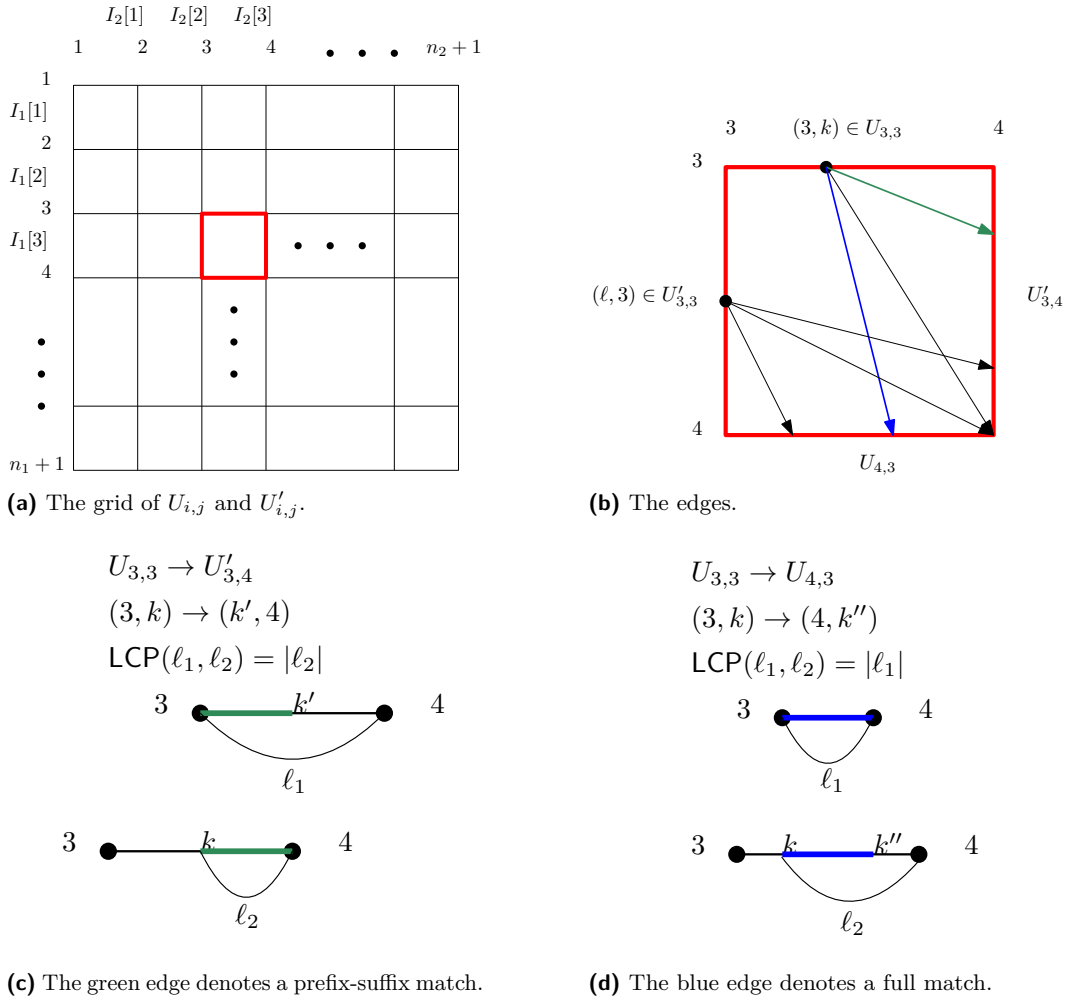 I₂[1] I₂[2] I₂[3]
1 2 3 4 n₂ + 1
1
I₁[1]
2
I₁[2]
3
I₁[3]
4
n₁ + 1
(a) The grid of Uᵢ,ⱼ and U′ᵢ,ⱼ.
3 (3, k) ∈ U₃,₃ 4
3
(ℓ, 3) ∈ U′₃,₃ U′₃,₄
4
U₄,₃
(b) The edges.
U₃,₃ → U′₃,₄
(3, k) → (k′, 4)
LCP(ℓ₁, ℓ₂) = |ℓ₂|
3 k′ 4
ℓ₁
3 k 4
ℓ₂
(c) The green edge denotes a prefix-suffix match.
U₃,₃ → U₄,₃
(3, k) → (4, k′′)
LCP(ℓ₁, ℓ₂) = |ℓ₁|
3 4
ℓ₁
3 k k′′ 4
ℓ₂
(d) The blue edge denotes a full match.